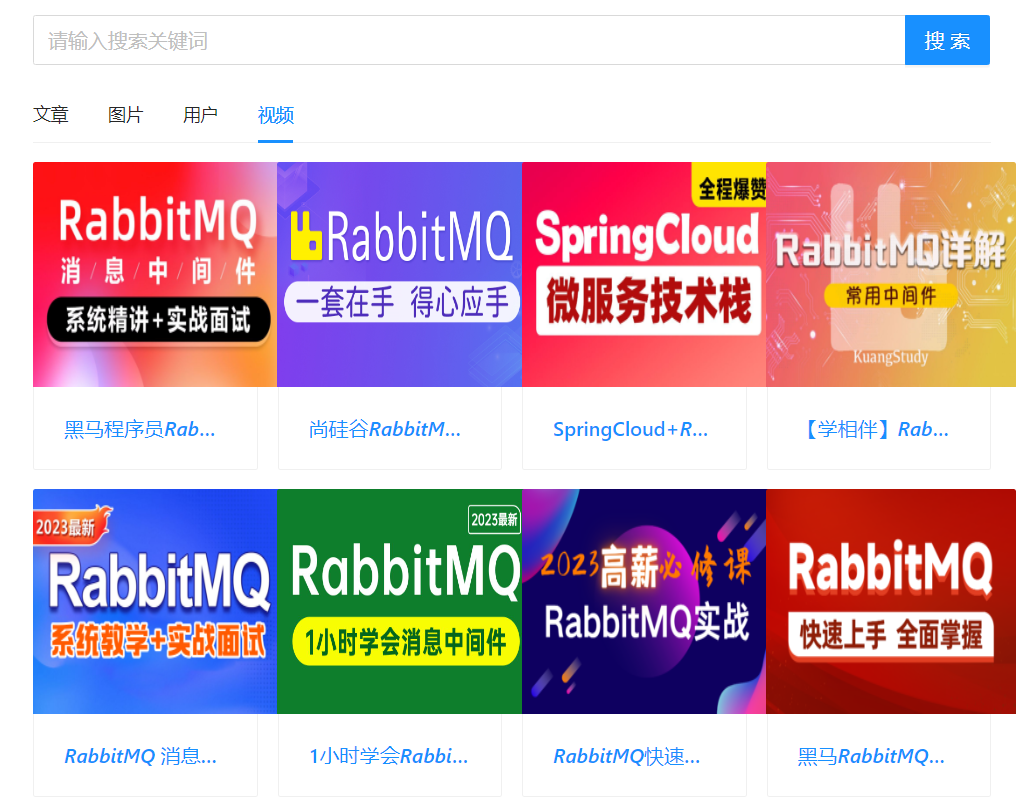 请输入搜索关键词
搜 索
文章
图片
用户
视频
RabbitMQ
消 / 息 / 中 / 间 / 件
系统精讲+实战面试
RabbitMQ
一套在手 得心应手
全程爆赞
SpringCloud
微服务技术栈
RabbitMQ详解
常用中间件
KuangStudy
黑马程序员Rab...
尚硅谷RabbitM...
SpringCloud+R...
【学相伴】Rab...
2023最新
RabbitMQ
系统教学+实战面试
2023最新
RabbitMQ
1小时学会消息中间件
2023高薪必修课
RabbitMQ实战
RabbitMQ
快速上手 全面掌握
RabbitMQ 消息...
1小时学会Rabbi...
RabbitMQ快速...
黑马RabbitMQ...